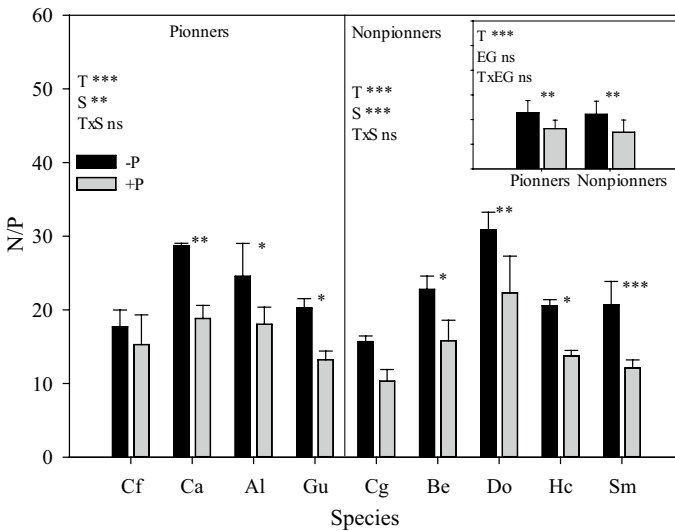 60
50
40
30
20
10
0
N/P
Pionners
T ***
S **
TxS ns
-P
+P
Nonpionners
T ***
S ***
TxS ns
T ***
EG ns
TxEG ns
** **
Pionners Nonpionners
** * * * ** * ***
Cf Ca Al Gu Cg Be Do Hc Sm
Species